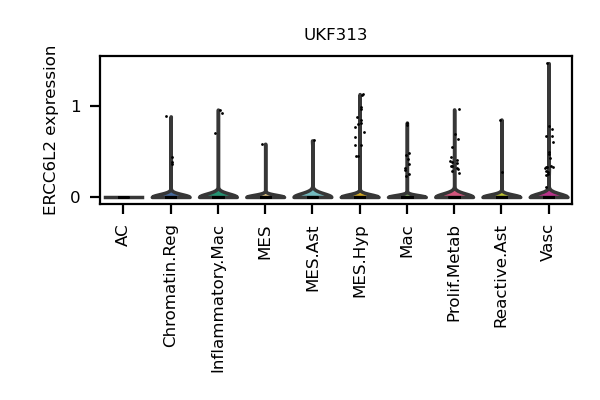 UKF313
ERCC6L2 expression
1
0
AC
Chromatin.Reg
Inflammatory.Mac
MES
MES.Ast
MES.Hyp
Mac
Prolif.Metab
Reactive.Ast
Vasc